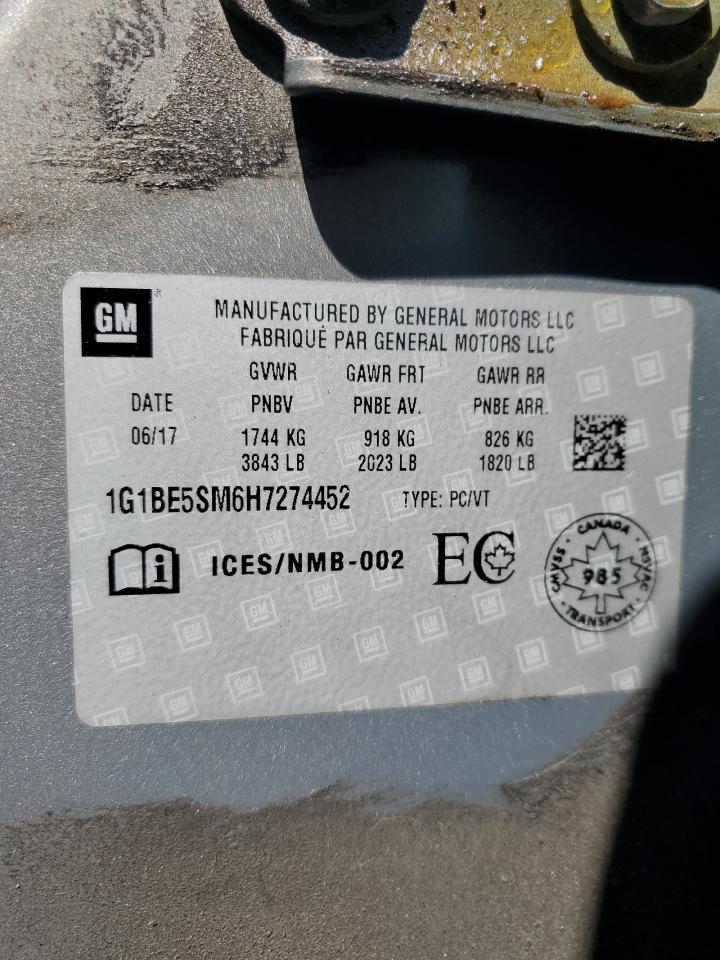 GM
MANUFACTURED BY GENERAL MOTORS LLC
FABRIQUÉ PAR GENERAL MOTORS LLC
GVWR GAWR FRT GAWR RR
DATE PNBV PNBE AV. PNBE ARR.
06/17 1744 KG 918 KG 826 KG
3843 LB 2023 LB 1820 LB
1G1BE5SM6H7274452 TYPE: PC/VT
i ICES/NMB-002 EC
CANADA
CMVSS 985 NSVAC
TRANSPORT